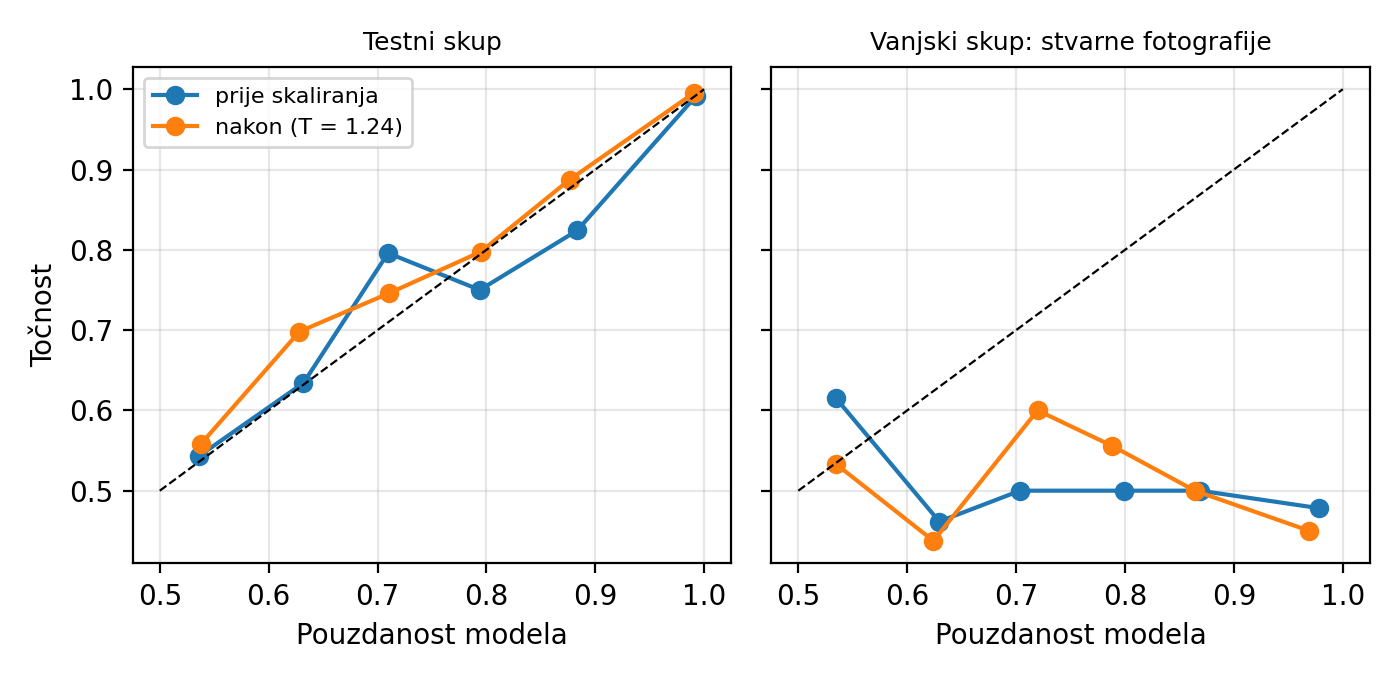 Testni skup
Vanjski skup: stvarne fotografije
prije skaliranja
nakon (T = 1.24)
1.0
0.9
0.8
0.7
0.6
0.5
Točnost
0.5 0.6 0.7 0.8 0.9 1.0
0.5 0.6 0.7 0.8 0.9 1.0
Pouzdanost modela
Pouzdanost modela